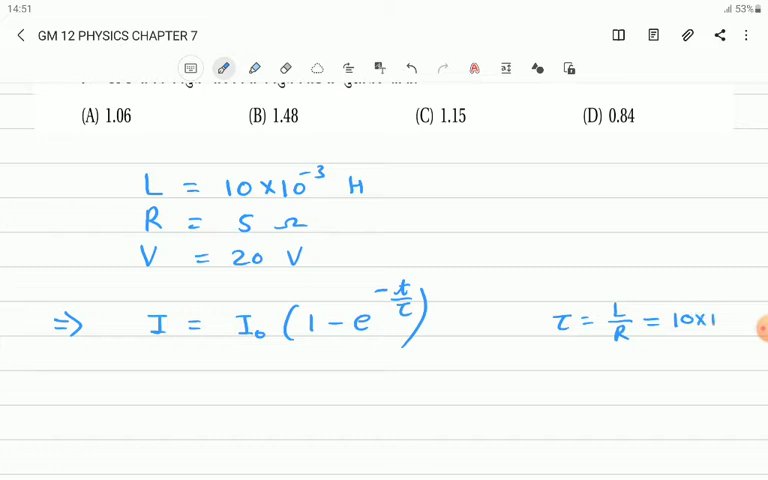 14:51
53%
GM 12 PHYSICS CHAPTER 7
(A) 1.06 (B) 1.48 (C) 1.15 (D) 0.84
L = 10×10⁻³ H
R = 5 Ω
V = 20 V
⇒ I = I₀ (1 - e^(-t/τ)) τ = L/R = 10×1